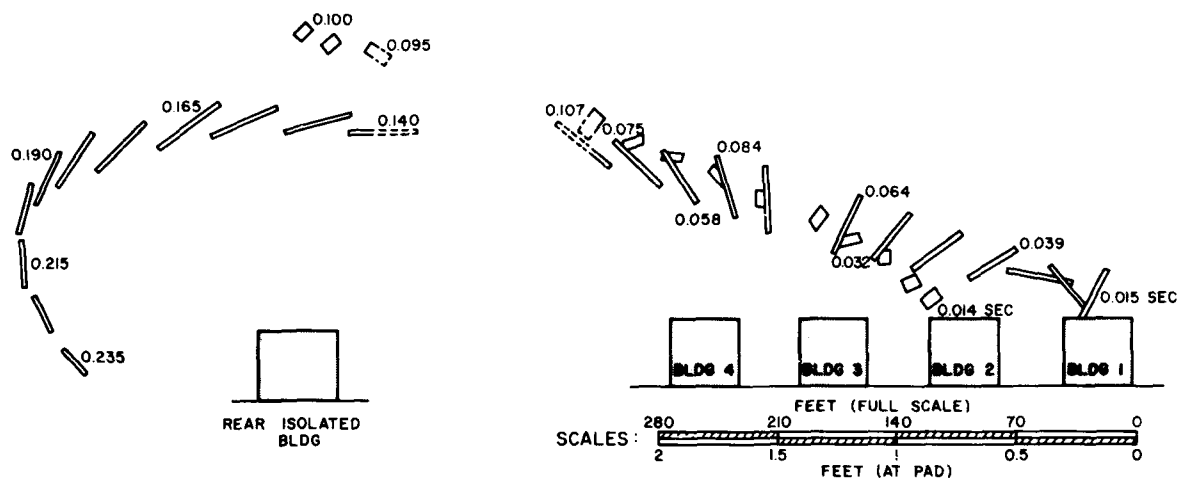 0.100
0.095
0.165
0.140
0.190
0.215
0.235
REAR ISOLATED
BLDG
0.107
0.075
0.084
0.058
0.064
0.032
0.039
0.014 SEC
0.015 SEC
BLDG 4
BLDG 3
BLDG 2
BLDG 1
FEET (FULL SCALE)
280 210 140 70 0
SCALES:
2 1.5 1 0.5 0
FEET (AT PAD)